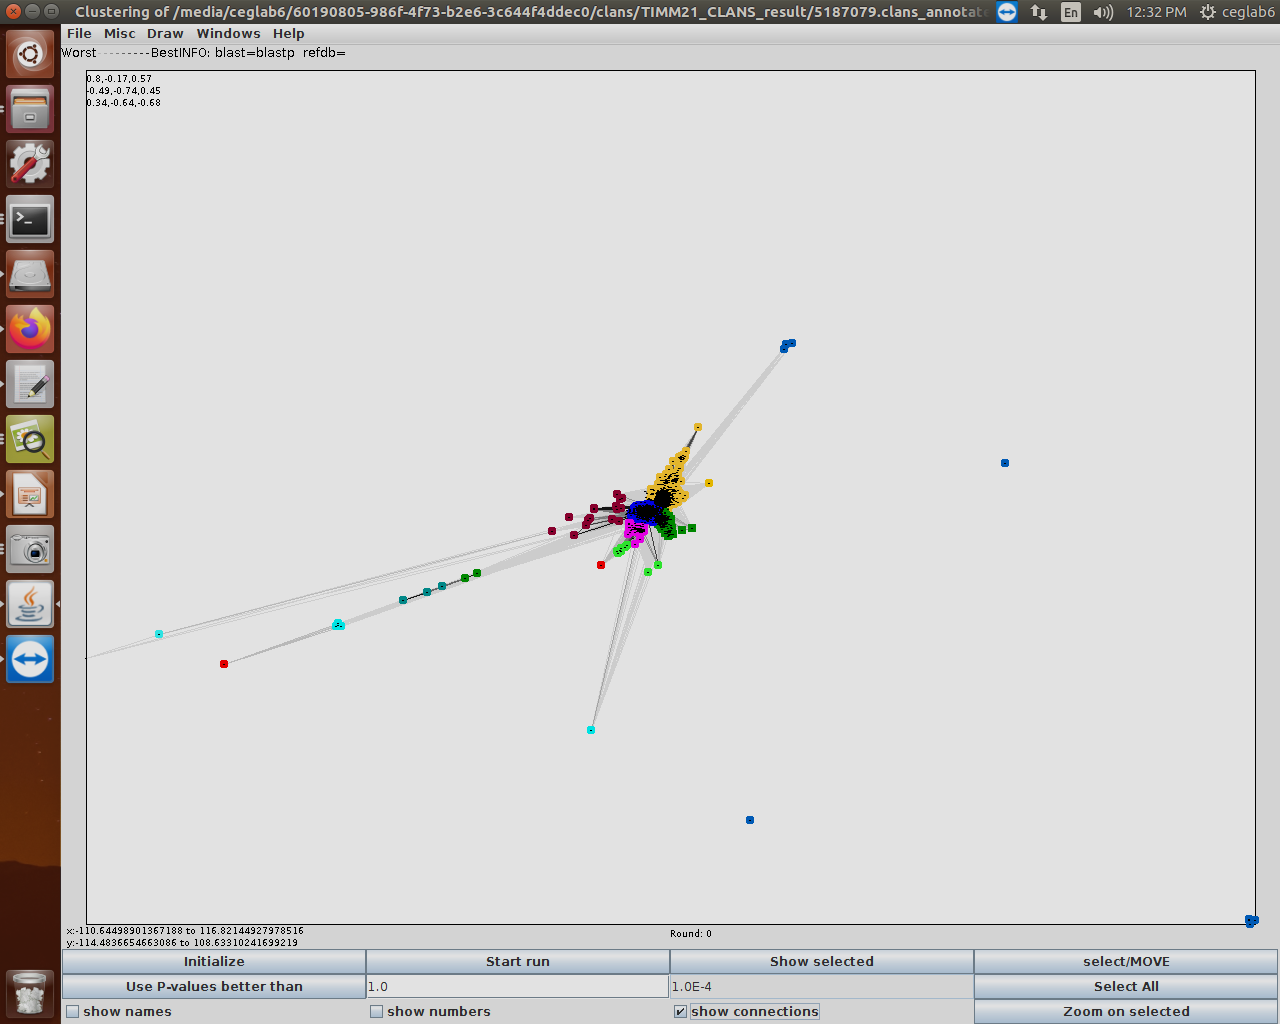 Clustering of /media/ceglab6/60190805-986f-4f73-b2e6-3c644f4ddec0/clans/TIMM21_CLANS_result/5187079.clans_annotat
En 12:32 PM ceglab6
File Misc Draw Windows Help
Worst---------BestINFO: blast=blastp refdb=
0.8,-0.17,0.57
-0.49,-0.74,0.45
0.34,-0.64,-0.68
x:-110.64498901367188 to 116.82144927978516
y:-114.4836654663086 to 108.63310241699219
Round: 0
Initialize Start run Show selected select/MOVE
Use P-values better than 1.0 1.0E-4 Select All
show names show numbers show connections Zoom on selected